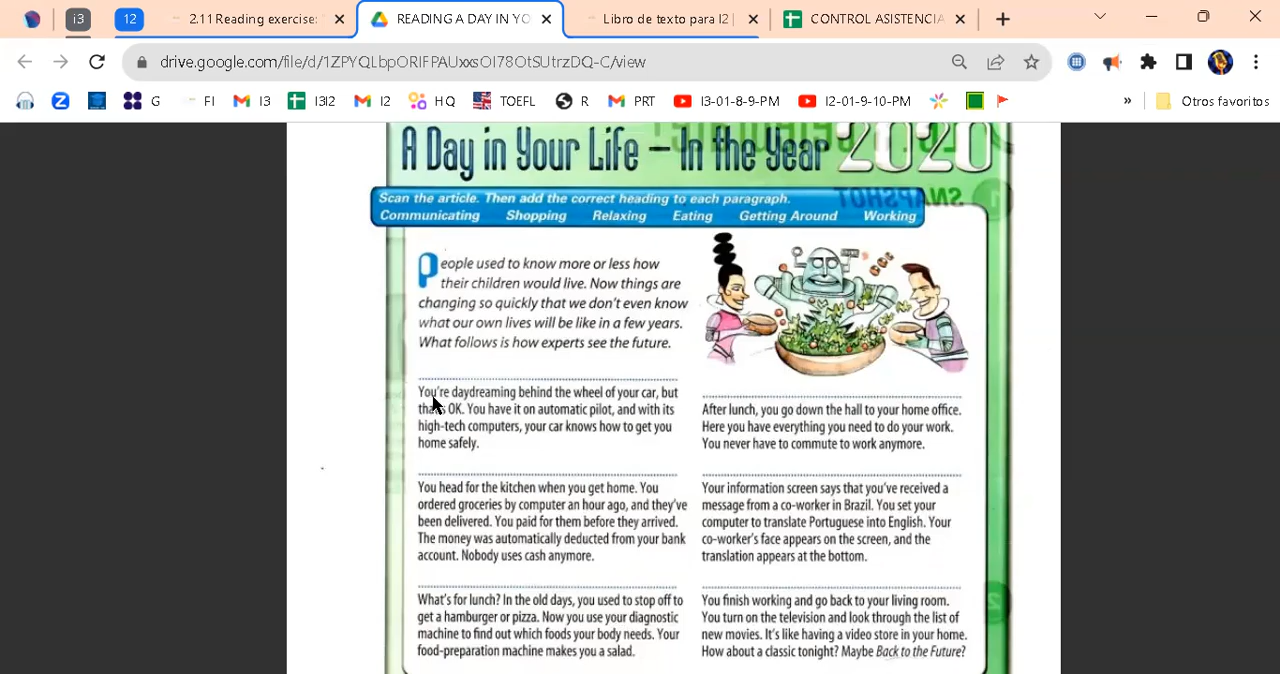 i3
12
2.11 Reading exercise:
READING A DAY IN YO
Libro de texto para I2 |
CONTROL ASISTENCIA
drive.google.com/file/d/1ZPYQLbpORIFPAUxxsOI78OtSUtrzDQ-C/view
G
FI
I3
I3I2
I2
HQ
TOEFL
R
PRT
I3-01-8-9-PM
I2-01-9-10-PM
»
Otros favoritos
A Day in Your Life – In the Year 2020
SNAPSHOT
Scan the article. Then add the correct heading to each paragraph.
Communicating Shopping Relaxing Eating Getting Around Working
People used to know more or less how
their children would live. Now things are
changing so quickly that we don't even know
what our own lives will be like in a few years.
What follows is how experts see the future.
You're daydreaming behind the wheel of your car, but
that's OK. You have it on automatic pilot, and with its
high-tech computers, your car knows how to get you
home safely.
You head for the kitchen when you get home. You
ordered groceries by computer an hour ago, and they've
been delivered. You paid for them before they arrived.
The money was automatically deducted from your bank
account. Nobody uses cash anymore.
What's for lunch? In the old days, you used to stop off to
get a hamburger or pizza. Now you use your diagnostic
machine to find out which foods your body needs. Your
food-preparation machine makes you a salad.
After lunch, you go down the hall to your home office.
Here you have everything you need to do your work.
You never have to commute to work anymore.
Your information screen says that you've received a
message from a co-worker in Brazil. You set your
computer to translate Portuguese into English. Your
co-worker's face appears on the screen, and the
translation appears at the bottom.
You finish working and go back to your living room.
You turn on the television and look through the list of
new movies. It's like having a video store in your home.
How about a classic tonight? Maybe Back to the Future?